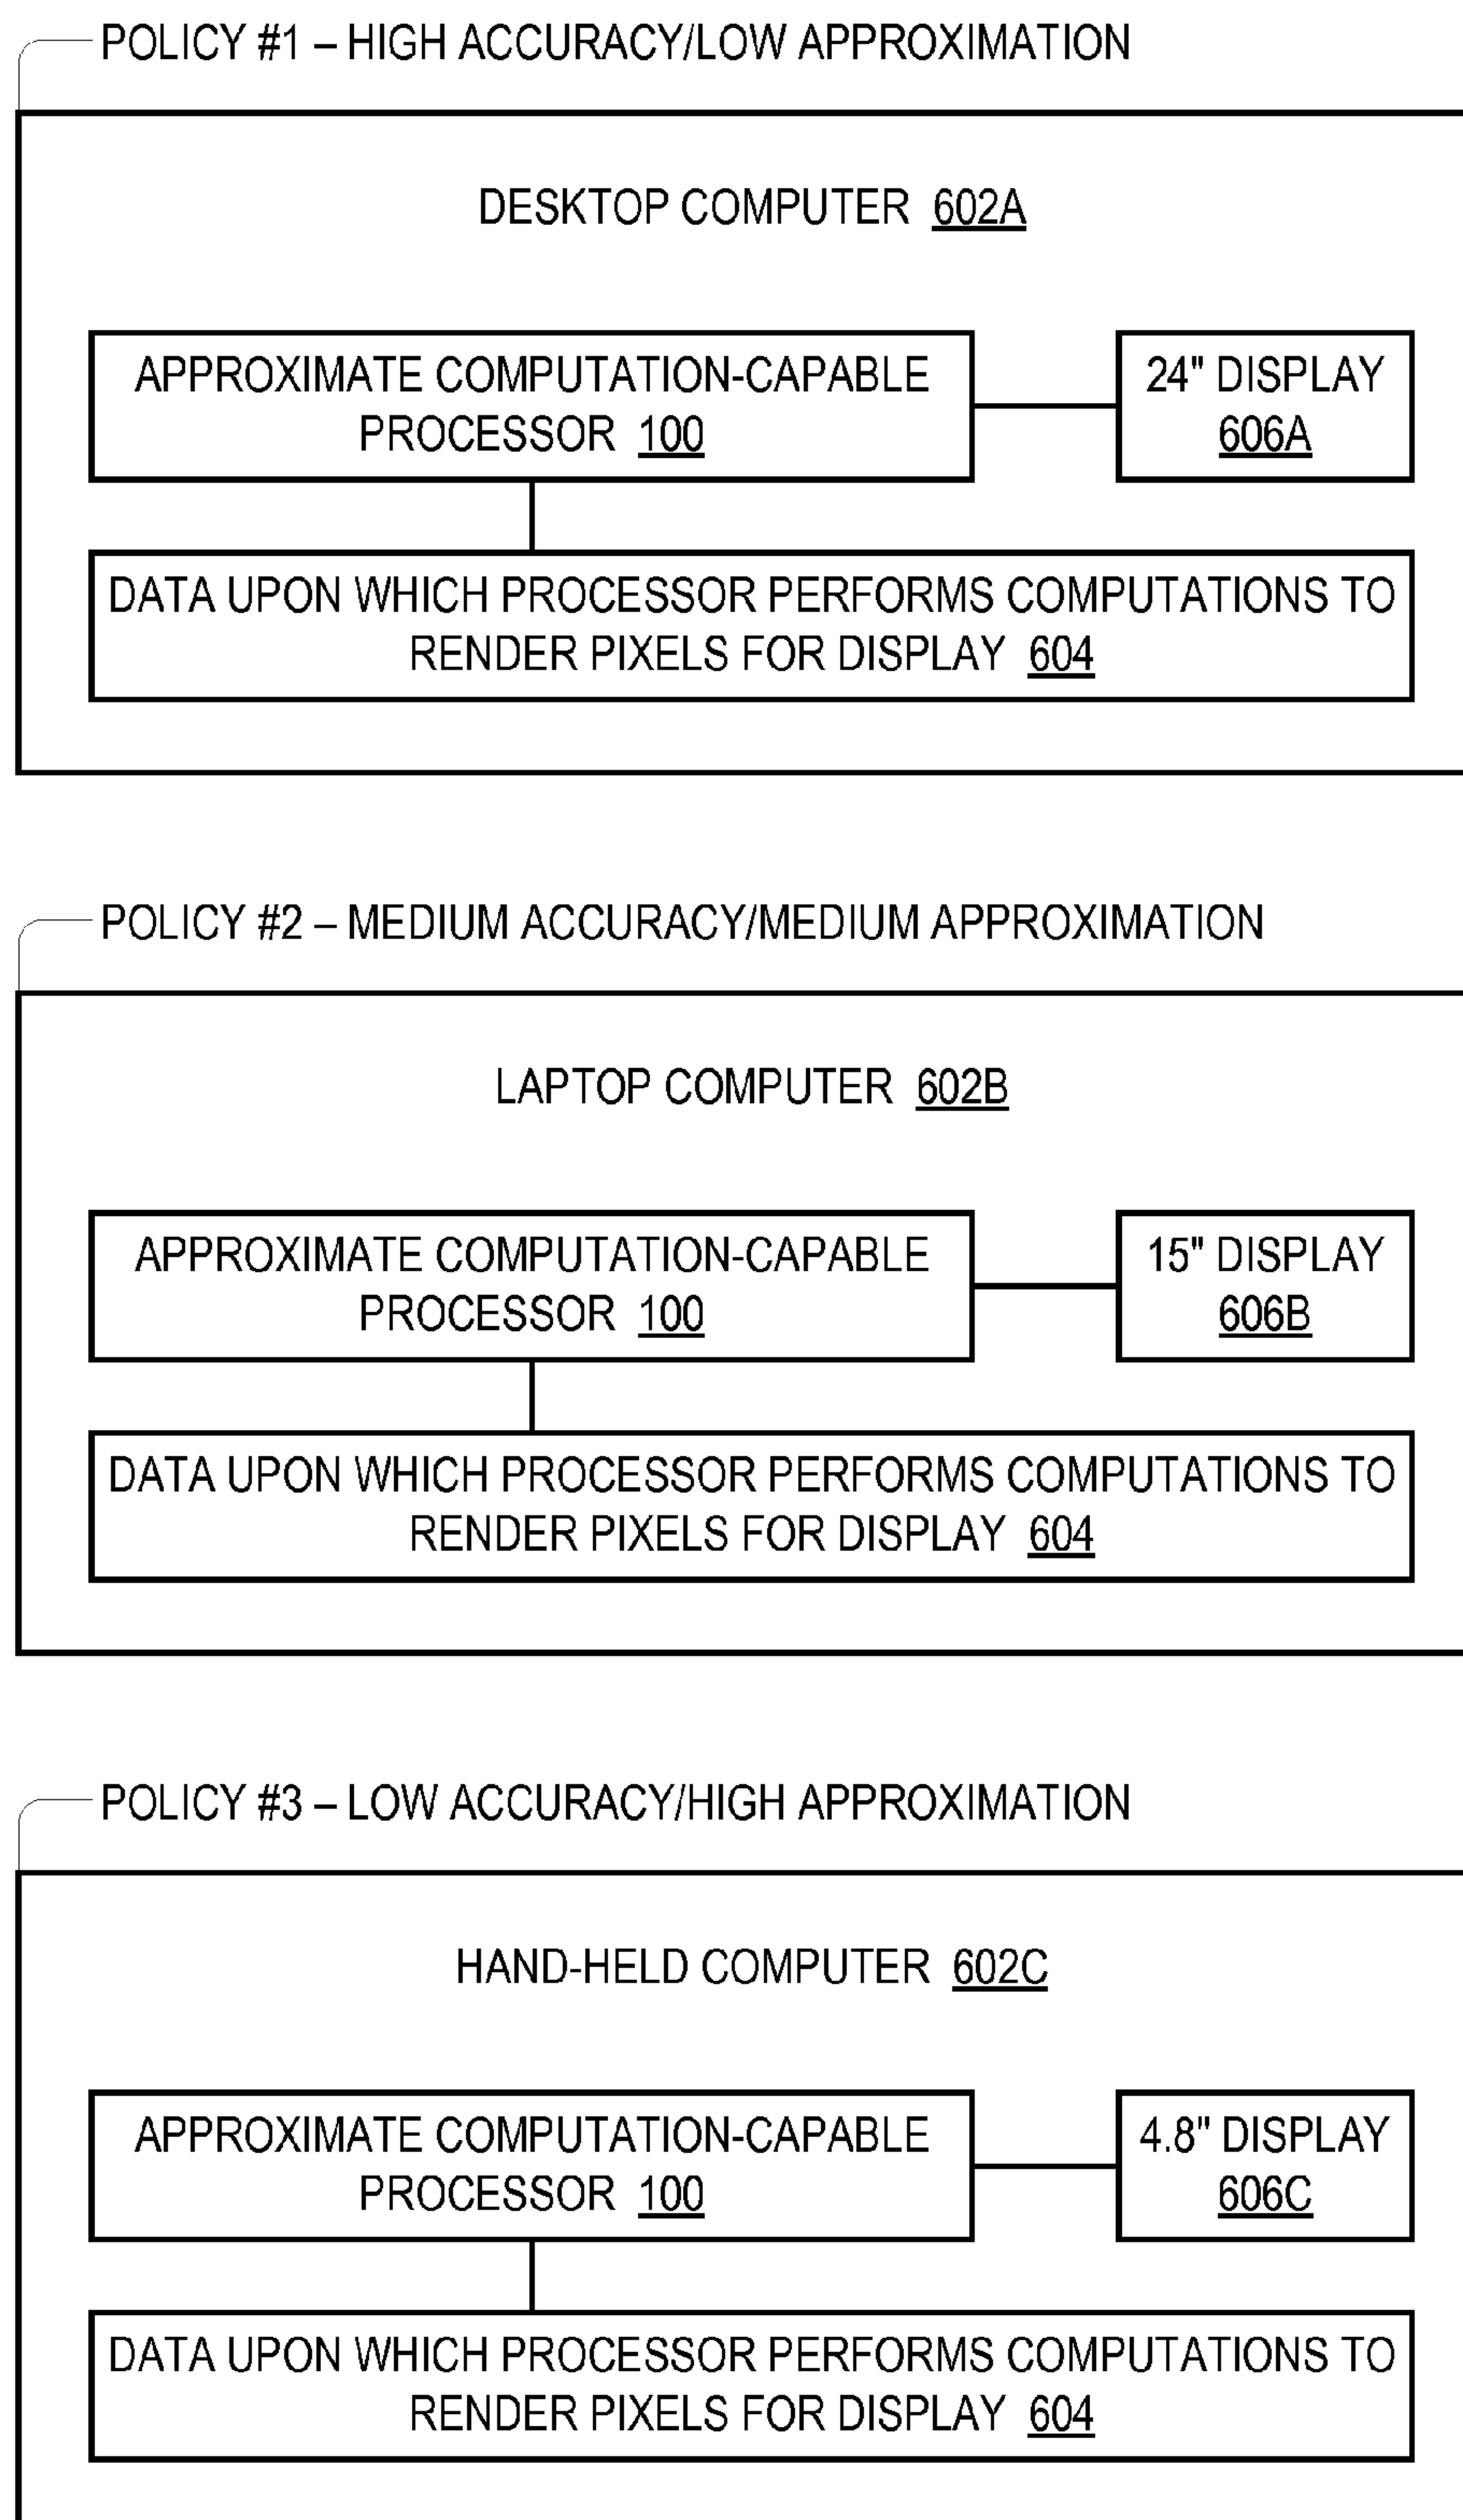 POLICY #1 – HIGH ACCURACY/LOW APPROXIMATION
DESKTOP COMPUTER 602A
APPROXIMATE COMPUTATION-CAPABLE
PROCESSOR 100
24" DISPLAY
606A
DATA UPON WHICH PROCESSOR PERFORMS COMPUTATIONS TO
RENDER PIXELS FOR DISPLAY 604
POLICY #2 – MEDIUM ACCURACY/MEDIUM APPROXIMATION
LAPTOP COMPUTER 602B
APPROXIMATE COMPUTATION-CAPABLE
PROCESSOR 100
15" DISPLAY
606B
DATA UPON WHICH PROCESSOR PERFORMS COMPUTATIONS TO
RENDER PIXELS FOR DISPLAY 604
POLICY #3 – LOW ACCURACY/HIGH APPROXIMATION
HAND-HELD COMPUTER 602C
APPROXIMATE COMPUTATION-CAPABLE
PROCESSOR 100
4.8" DISPLAY
606C
DATA UPON WHICH PROCESSOR PERFORMS COMPUTATIONS TO
RENDER PIXELS FOR DISPLAY 604